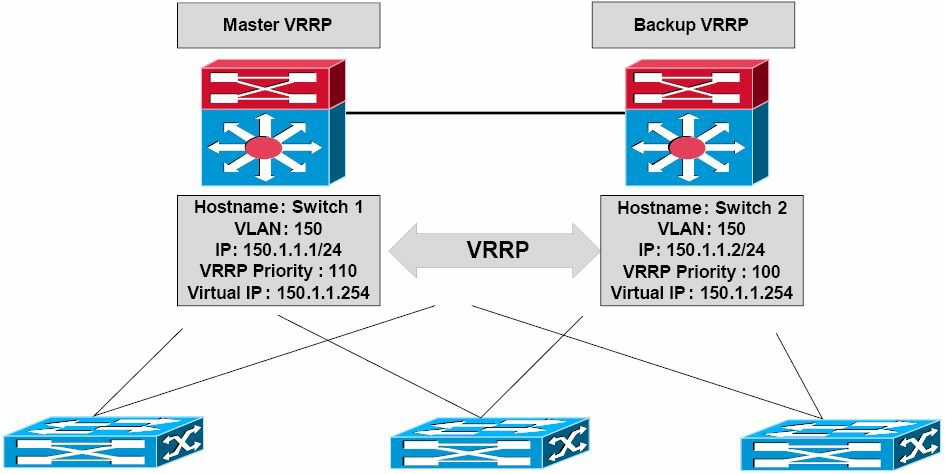 Master VRRP
Backup VRRP
Hostname: Switch 1
VLAN: 150
IP: 150.1.1.1/24
VRRP Priority : 110
Virtual IP : 150.1.1.254
VRRP
Hostname: Switch 2
VLAN: 150
IP: 150.1.1.2/24
VRRP Priority : 100
Virtual IP : 150.1.1.254